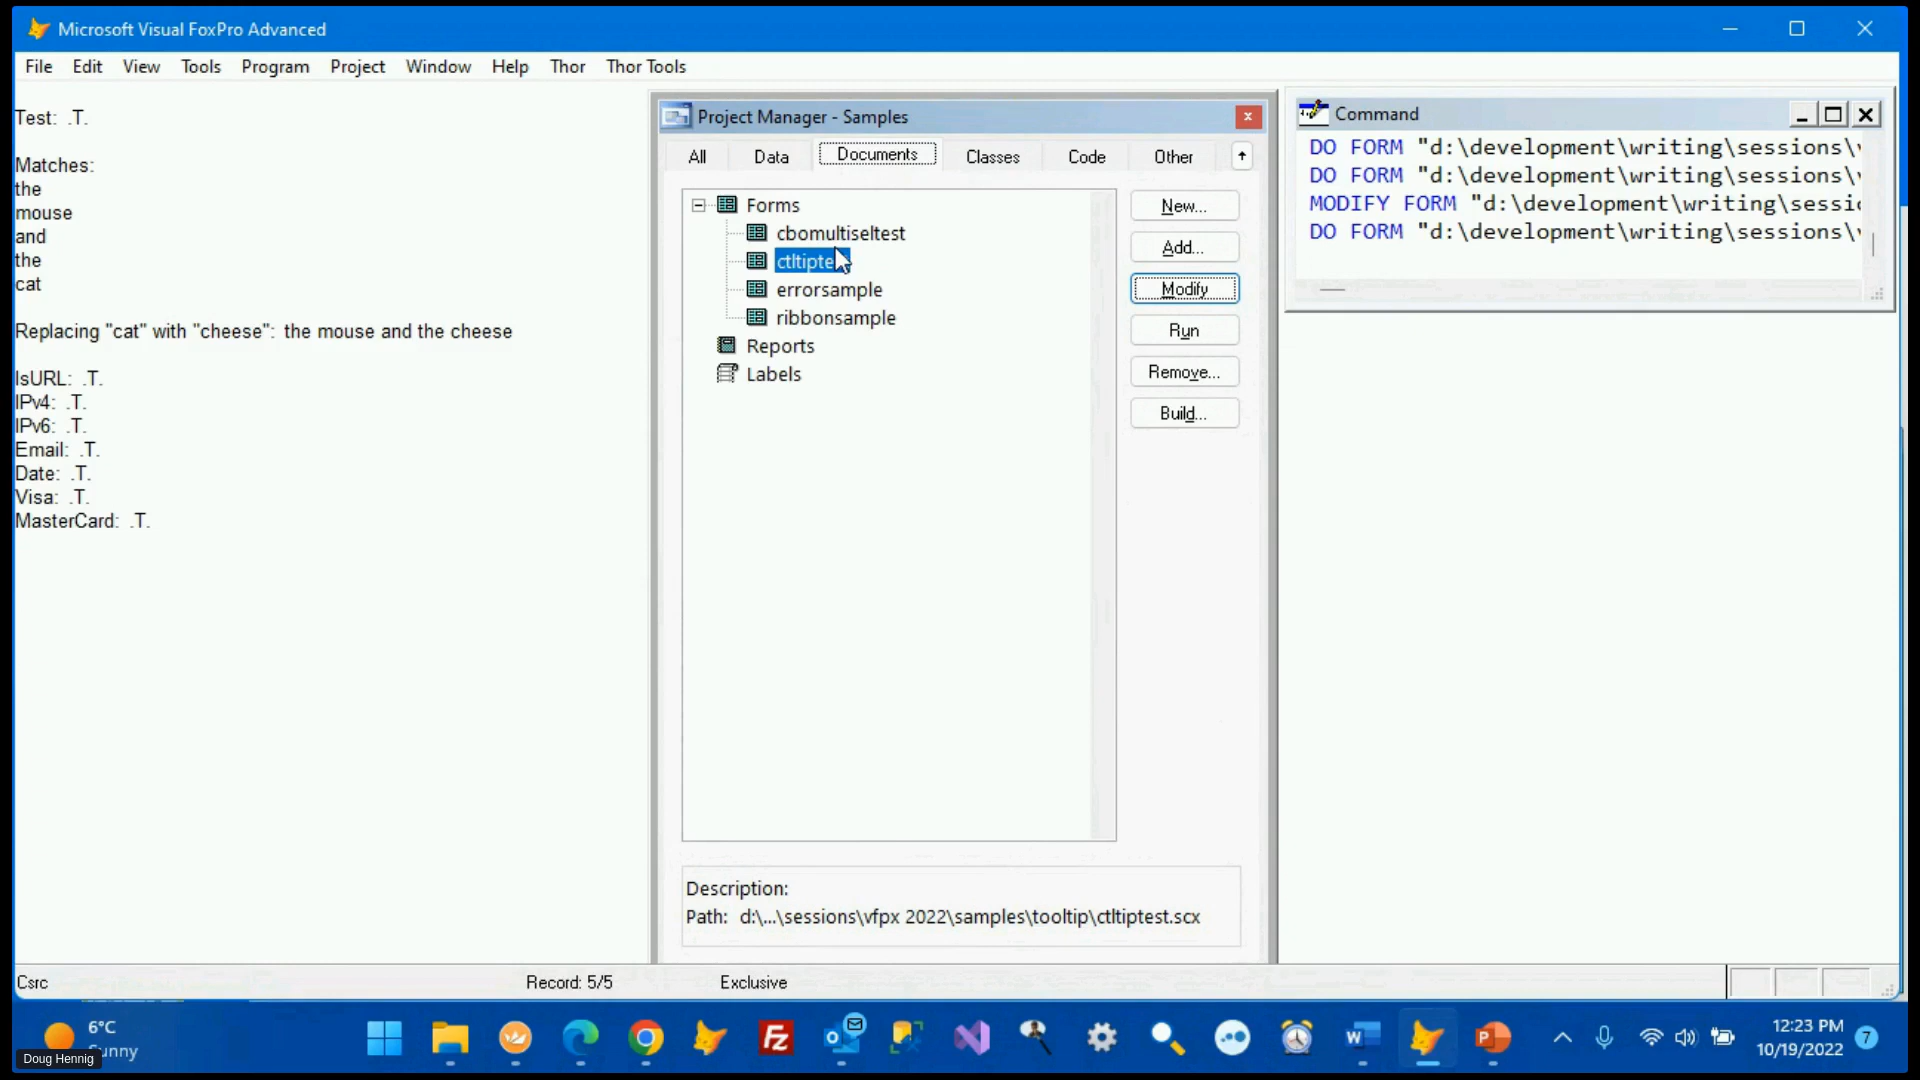 Microsoft Visual FoxPro Advanced
File Edit View Tools Program Project Window Help Thor Thor Tools
Test: .T.
Matches:
the
mouse
and
the
cat
Replacing "cat" with "cheese": the mouse and the cheese
IsURL: .T.
IPv4: .T.
IPv6: .T.
Email: .T.
Date: .T.
Visa: .T.
MasterCard: .T.
Project Manager - Samples
All Data Documents Classes Code Other
Forms
cbomultiseltest
ctltipte
errorsample
ribbonsample
Reports
Labels
New...
Add...
Modify
Run
Remove...
Build...
Description:
Path: d:\...\sessions\vfpx 2022\samples\tooltip\ctltiptest.scx
Command
DO FORM "d:\development\writing\sessions\
DO FORM "d:\development\writing\sessions\
MODIFY FORM "d:\development\writing\sessi
DO FORM "d:\development\writing\sessions\
Csrc Record: 5/5 Exclusive
6°C
unny
Doug Hennig
12:23 PM
10/19/2022
7